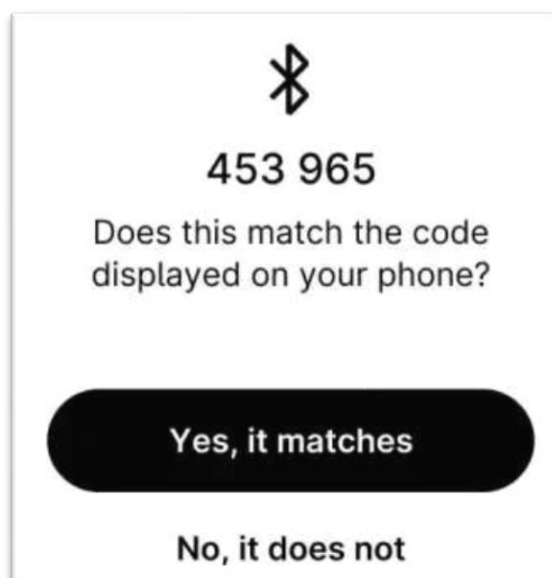 453 965
Does this match the code
displayed on your phone?
Yes, it matches
No, it does not